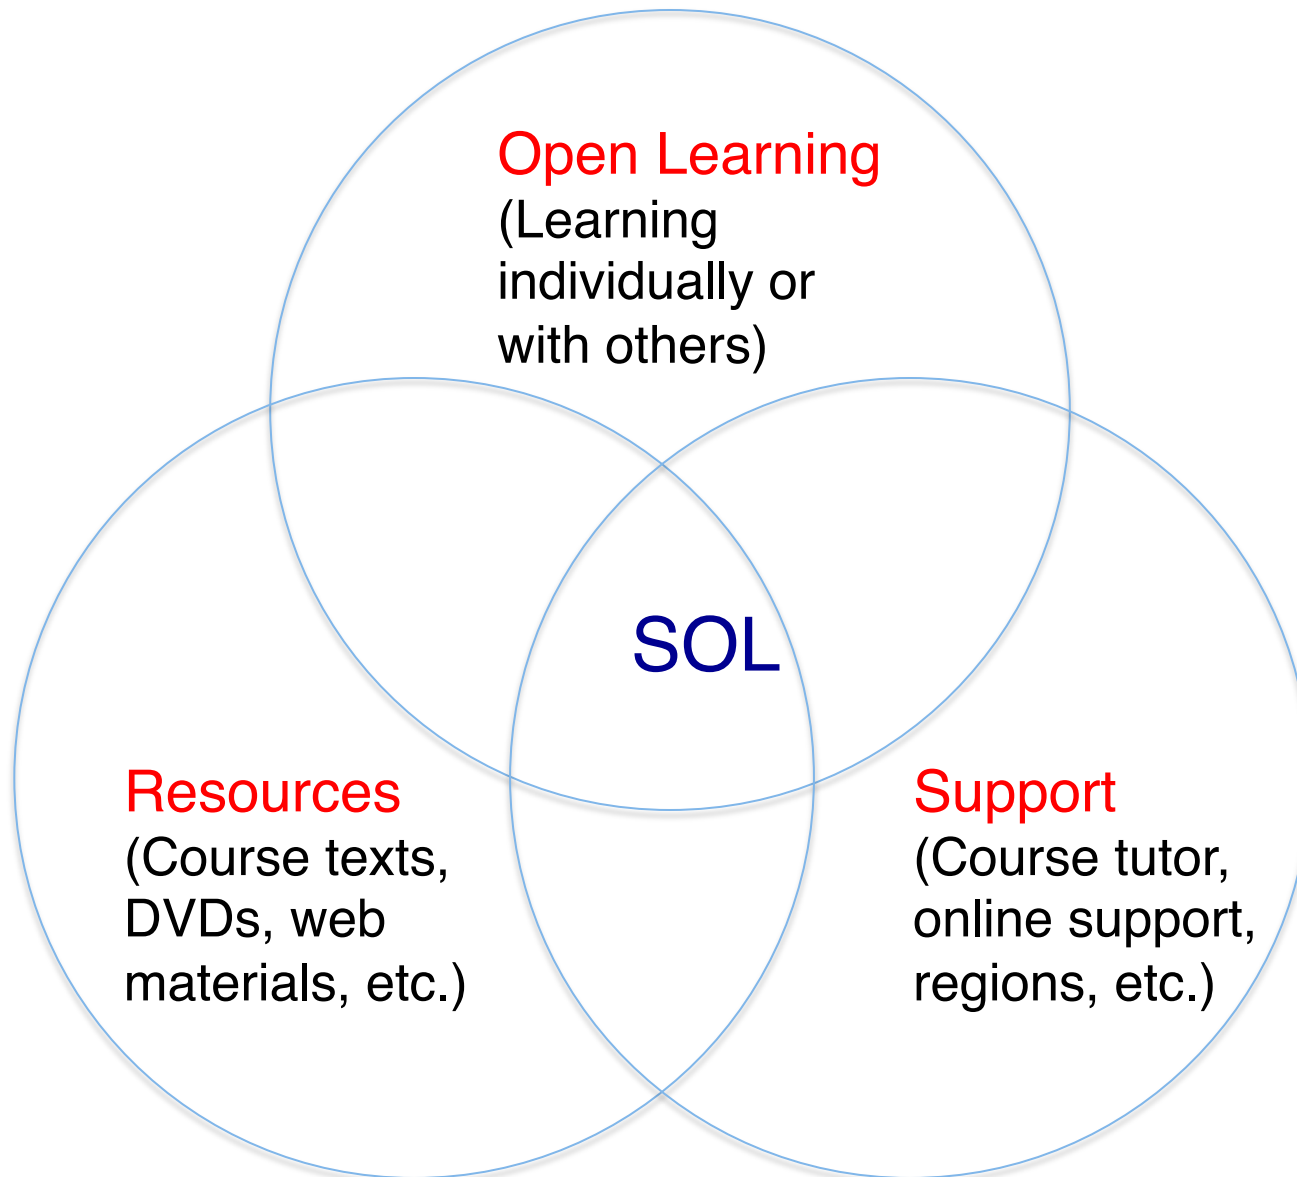 Open Learning
(Learning
individually or
with others)
SOL
Resources
(Course texts,
DVDs, web
materials, etc.)
Support
(Course tutor,
online support,
regions, etc.)